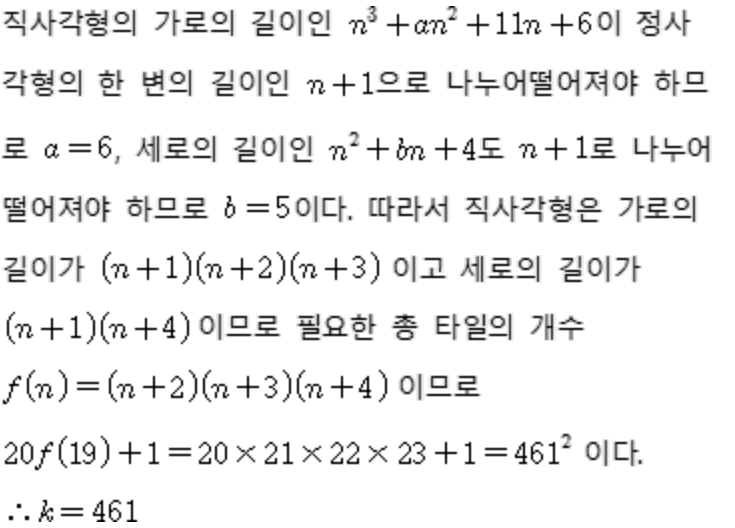 직사각형의 가로의 길이인 n³+an²+11n+6이 정사
각형의 한 변의 길이인 n+1으로 나누어떨어져야 하므
로 a=6, 세로의 길이인 n²+bn+4도 n+1로 나누어
떨어져야 하므로 b=5이다. 따라서 직사각형은 가로의
길이가 (n+1)(n+2)(n+3) 이고 세로의 길이가
(n+1)(n+4) 이므로 필요한 총 타일의 개수
f(n)=(n+2)(n+3)(n+4) 이므로
20f(19)+1=20×21×22×23+1=461² 이다.
∴k=461